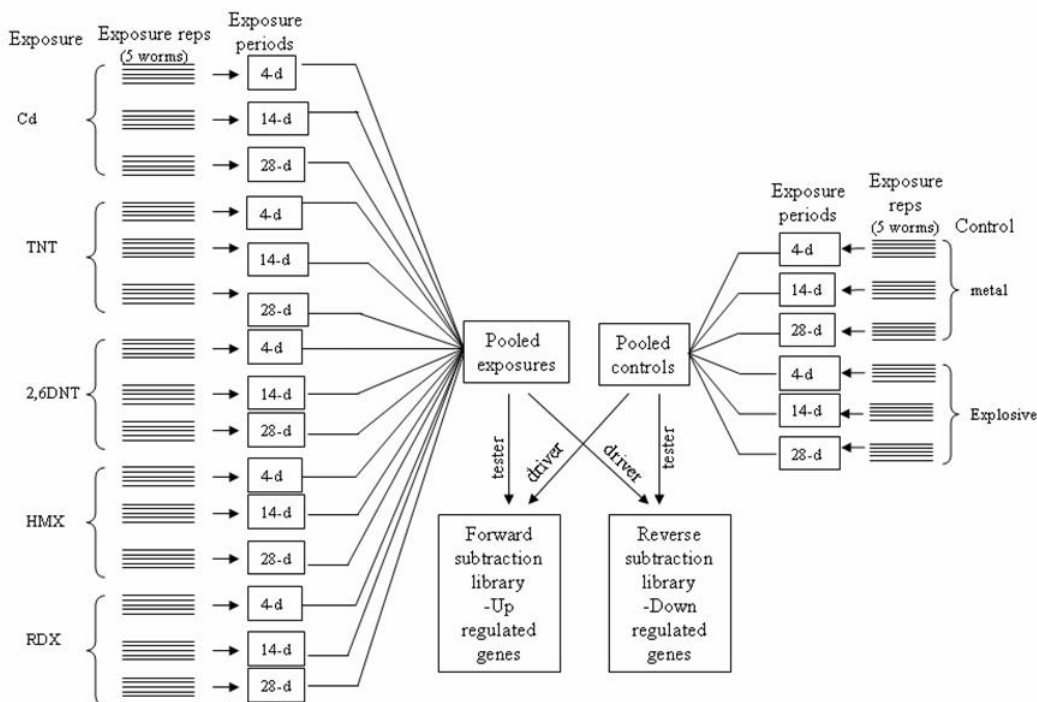 Exposure
Exposure reps
(5 worms)
Exposure
periods
Cd
4-d
14-d
28-d
TNT
4-d
14-d
28-d
2,6DNT
4-d
14-d
28-d
HMX
4-d
14-d
28-d
RDX
4-d
14-d
28-d
Pooled
exposures
Pooled
controls
tester
driver
driver
tester
Forward
subtraction
library
-Up
regulated
genes
Reverse
subtraction
library
-Down
regulated
genes
Exposure
periods
Exposure
reps
(5 worms)
Control
4-d
14-d
28-d
metal
4-d
14-d
28-d
Explosive